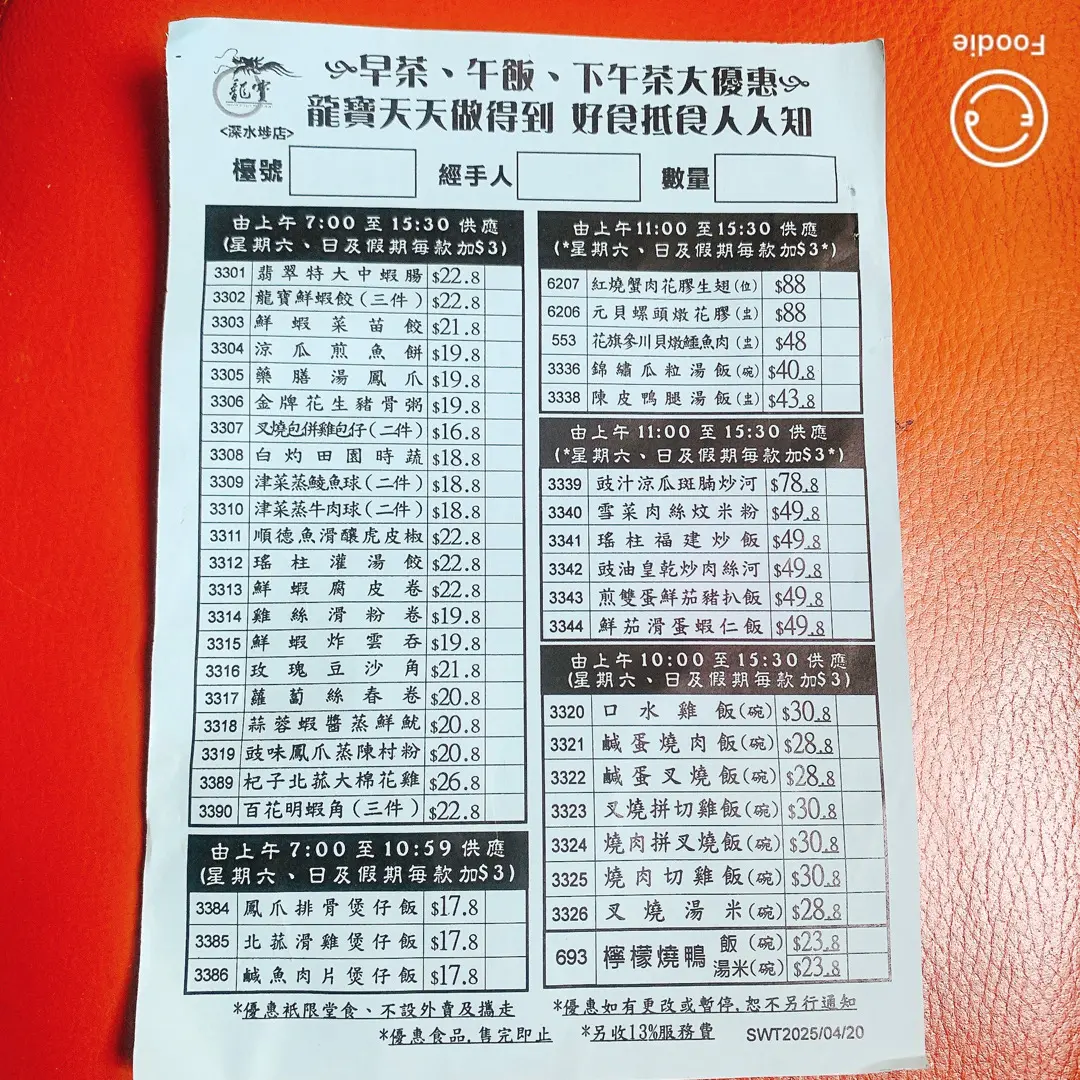 Foodie
龍寶
<深水埗店>
早茶、午飯、下午茶大優惠
龍寶天天做得到 好食抵食人人知
檯號 經手人 數量
由上午7:00 至15:30 供應
(星期六、日及假期每款加$3)
3301 翡翠特大中蝦腸 $22.8
3302 龍寶鮮蝦餃(三件) $22.8
3303 鮮蝦菜苗餃 $21.8
3304 涼瓜煎魚餅 $19.8
3305 藥膳湯鳳爪 $19.8
3306 金牌花生豬骨粥 $19.8
3307 叉燒包併雞包仔(二件) $16.8
3308 白灼田園時蔬 $18.8
3309 津菜蒸鯪魚球(二件) $18.8
3310 津菜蒸牛肉球(二件) $18.8
3311 順德魚滑釀虎皮椒 $22.8
3312 瑤柱灌湯餃 $22.8
3313 鮮蝦腐皮卷 $22.8
3314 雞絲滑粉卷 $19.8
3315 鮮蝦炸雲吞 $19.8
3316 玫瑰豆沙角 $21.8
3317 蘿蔔絲春卷 $20.8
3318 蒜蓉蝦醬蒸鮮魷 $20.8
3319 豉味鳳爪蒸陳村粉 $20.8
3389 杞子北菰大棉花雞 $26.8
3390 百花明蝦角(三件) $22.8
由上午7:00 至10:59 供應
(星期六、日及假期每款加$3)
3384 鳳爪排骨煲仔飯 $17.8
3385 北菰滑雞煲仔飯 $17.8
3386 鹹魚肉片煲仔飯 $17.8
由上午11:00 至15:30 供應
(*星期六、日及假期每款加$3*)
6207 紅燒蟹肉花膠生翅(位) $88
6206 元貝螺頭燉花膠(盅) $88
553 花旗參川貝燉鱷魚肉(盅) $48
3336 錦繡瓜粒湯飯(碗) $40.8
3338 陳皮鴨腿湯飯(盅) $43.8
由上午11:00 至15:30 供應
(*星期六、日及假期每款加$3*)
3339 豉汁涼瓜斑腩炒河 $78.8
3340 雪菜肉絲炆米粉 $49.8
3341 瑤柱福建炒飯 $49.8
3342 豉油皇乾炒肉絲河 $49.8
3343 煎雙蛋鮮茄豬扒飯 $49.8
3344 鮮茄滑蛋蝦仁飯 $49.8
由上午10:00 至15:30 供應
(星期六、日及假期每款加$3)
3320 口水雞飯(碗) $30.8
3321 鹹蛋燒肉飯(碗) $28.8
3322 鹹蛋叉燒飯(碗) $28.8
3323 叉燒拼切雞飯(碗) $30.8
3324 燒肉拼叉燒飯(碗) $30.8
3325 燒肉切雞飯(碗) $30.8
3326 叉燒湯米(碗) $28.8
693 檸檬燒鴨 飯(碗) $23.8
湯米(碗) $23.8
*優惠衹限堂食、不設外賣及攜走 *優惠如有更改或暫停,恕不另行通知
*優惠食品,售完即止 *另收13%服務費 SWT2025/04/20